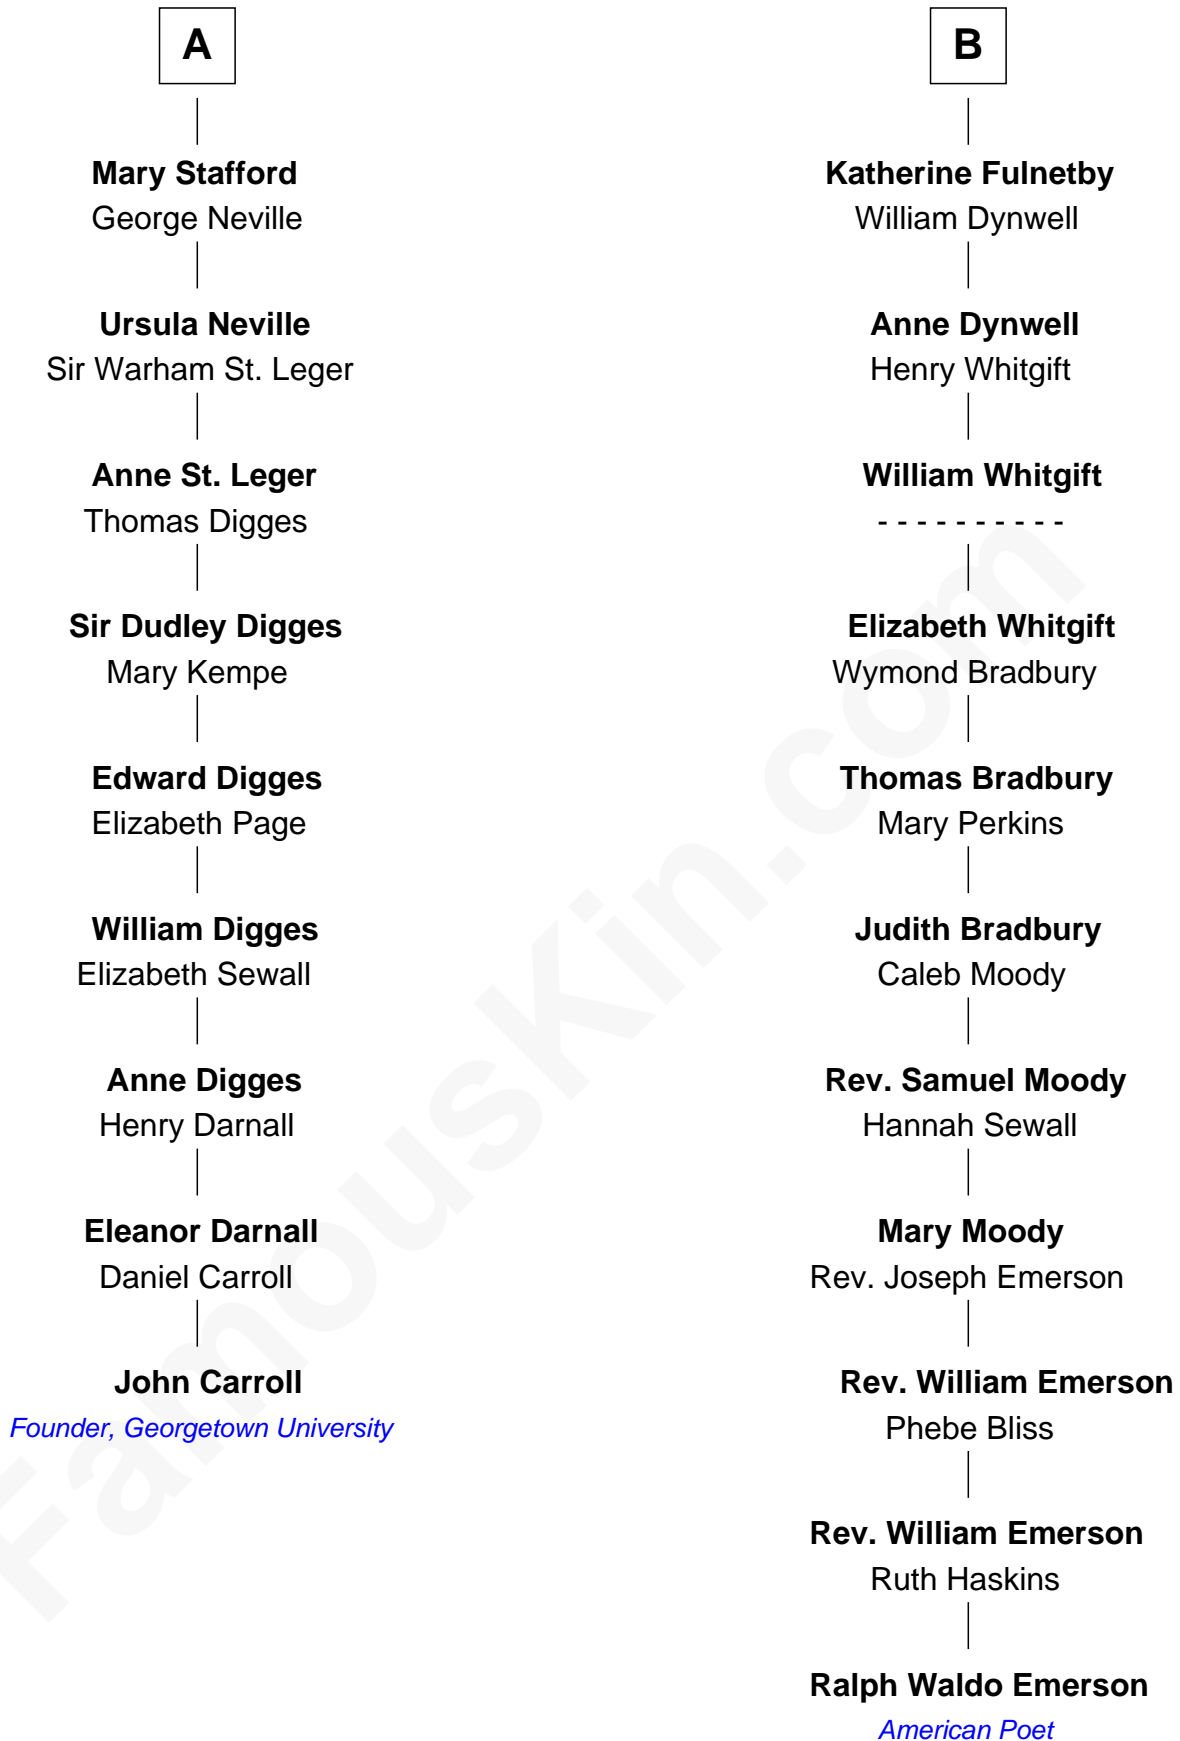 A
Mary Stafford
George Neville
Ursula Neville
Sir Warham St. Leger
Anne St. Leger
Thomas Digges
Sir Dudley Digges
Mary Kempe
Edward Digges
Elizabeth Page
William Digges
Elizabeth Sewall
Anne Digges
Henry Darnall
Eleanor Darnall
Daniel Carroll
John Carroll
Founder, Georgetown University
B
Katherine Fulnetby
William Dynwell
Anne Dynwell
Henry Whitgift
William Whitgift
- - - - - - - - - -
Elizabeth Whitgift
Wymond Bradbury
Thomas Bradbury
Mary Perkins
Judith Bradbury
Caleb Moody
Rev. Samuel Moody
Hannah Sewall
Mary Moody
Rev. Joseph Emerson
Rev. William Emerson
Phebe Bliss
Rev. William Emerson
Ruth Haskins
Ralph Waldo Emerson
American Poet
FamousKin.com